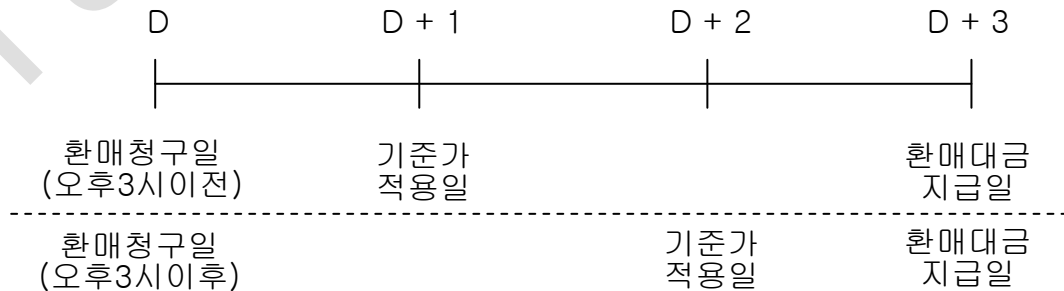 D D + 1 D + 2 D + 3
환매청구일 기준가 환매대금
(오후3시이전) 적용일 지급일
환매청구일 기준가 환매대금
(오후3시이후) 적용일 지급일